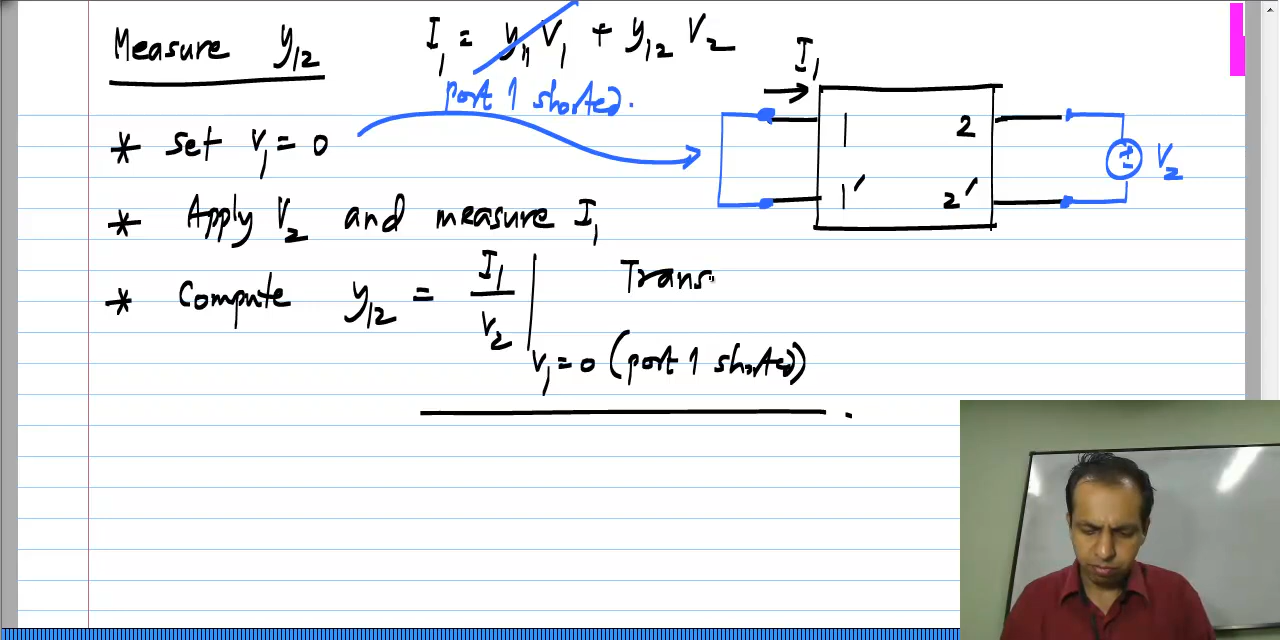 Measure y12 I1 = y11 V1 + y12 V2
port 1 shorted.
I1
* Set V1 = 0
1 2
V2
1' 2'
* Apply V2 and measure I1
* Compute y12 = I1 / V2 | V1 = 0 (port 1 shorted)
Trans